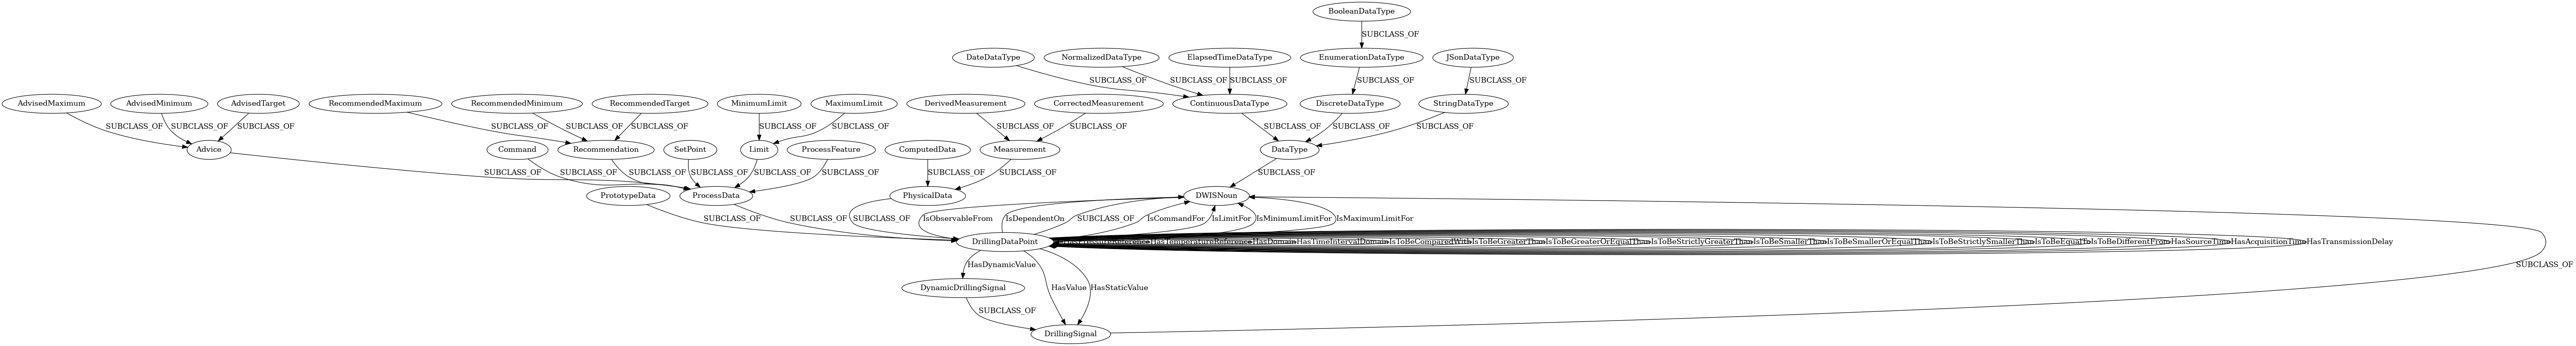 BooleanDataType
SUBCLASS_OF
DateDataType
NormalizedDataType
ElapsedTimeDataType
EnumerationDataType
JSonDataType
SUBCLASS_OF
SUBCLASS_OF
SUBCLASS_OF
SUBCLASS_OF
SUBCLASS_OF
AdvisedMaximum
AdvisedMinimum
AdvisedTarget
RecommendedMaximum
RecommendedMinimum
RecommendedTarget
MinimumLimit
MaximumLimit
DerivedMeasurement
CorrectedMeasurement
ContinuousDataType
DiscreteDataType
StringDataType
SUBCLASS_OF
SUBCLASS_OF
SUBCLASS_OF
SUBCLASS_OF
SUBCLASS_OF
SUBCLASS_OF
SUBCLASS_OF
SUBCLASS_OF
SUBCLASS_OF
SUBCLASS_OF
SUBCLASS_OF
SUBCLASS_OF
SUBCLASS_OF
Advice
Command
Recommendation
SetPoint
Limit
ProcessFeature
ComputedData
Measurement
DataType
SUBCLASS_OF
SUBCLASS_OF
SUBCLASS_OF
SUBCLASS_OF
SUBCLASS_OF
SUBCLASS_OF
SUBCLASS_OF
SUBCLASS_OF
SUBCLASS_OF
PrototypeData
ProcessData
PhysicalData
DWISNoun
SUBCLASS_OF
SUBCLASS_OF
SUBCLASS_OF
IsObservableFrom
IsDependentOn
SUBCLASS_OF
IsCommandFor
IsLimitFor
IsMinimumLimitFor
IsMaximumLimitFor
DrillingDataPoint
HasTemperatureReference
HasDomain
HasTimeIntervalDomain
IsToBeComparedWith
IsToBeGreaterThan
IsToBeGreaterOrEqualThan
IsToBeStrictlyGreaterThan
IsToBeSmallerThan
IsToBeSmallerOrEqualThan
IsToBeStrictlySmallerThan
IsToBeEqualTo
IsToBeDifferentFrom
HasSourceTime
HasAcquisitionTime
HasTransmissionDelay
HasDynamicValue
SUBCLASS_OF
DynamicDrillingSignal
HasValue
HasStaticValue
SUBCLASS_OF
DrillingSignal